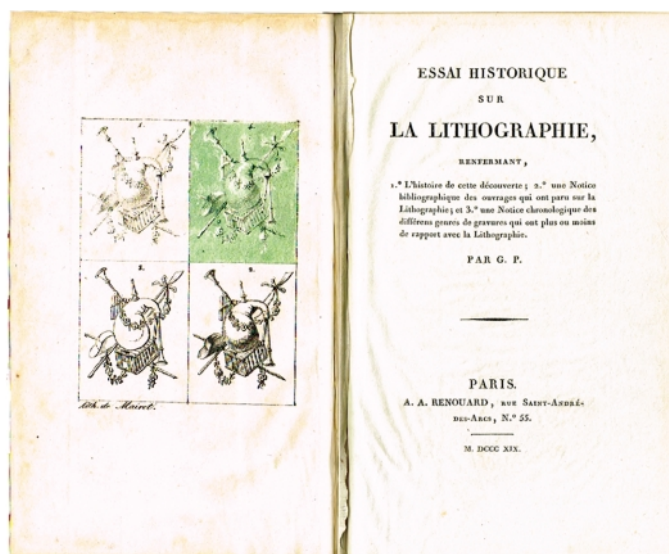 lith. de Mairet.
ESSAI HISTORIQUE
SUR
LA LITHOGRAPHIE,
RENFERMANT,
1.° L'histoire de cette découverte ; 2.° une Notice
bibliographique des ouvrages qui ont paru sur la
Lithographie; et 3.° une Notice chronologique des
différens genres de gravures qui ont plus ou moins
de rapport avec la Lithographie.
PAR G. P.
PARIS.
A. A. RENOUARD, RUE SAINT-ANDRÉ-
DES-ARCS, N.° 55.
M. DCCC XIX.